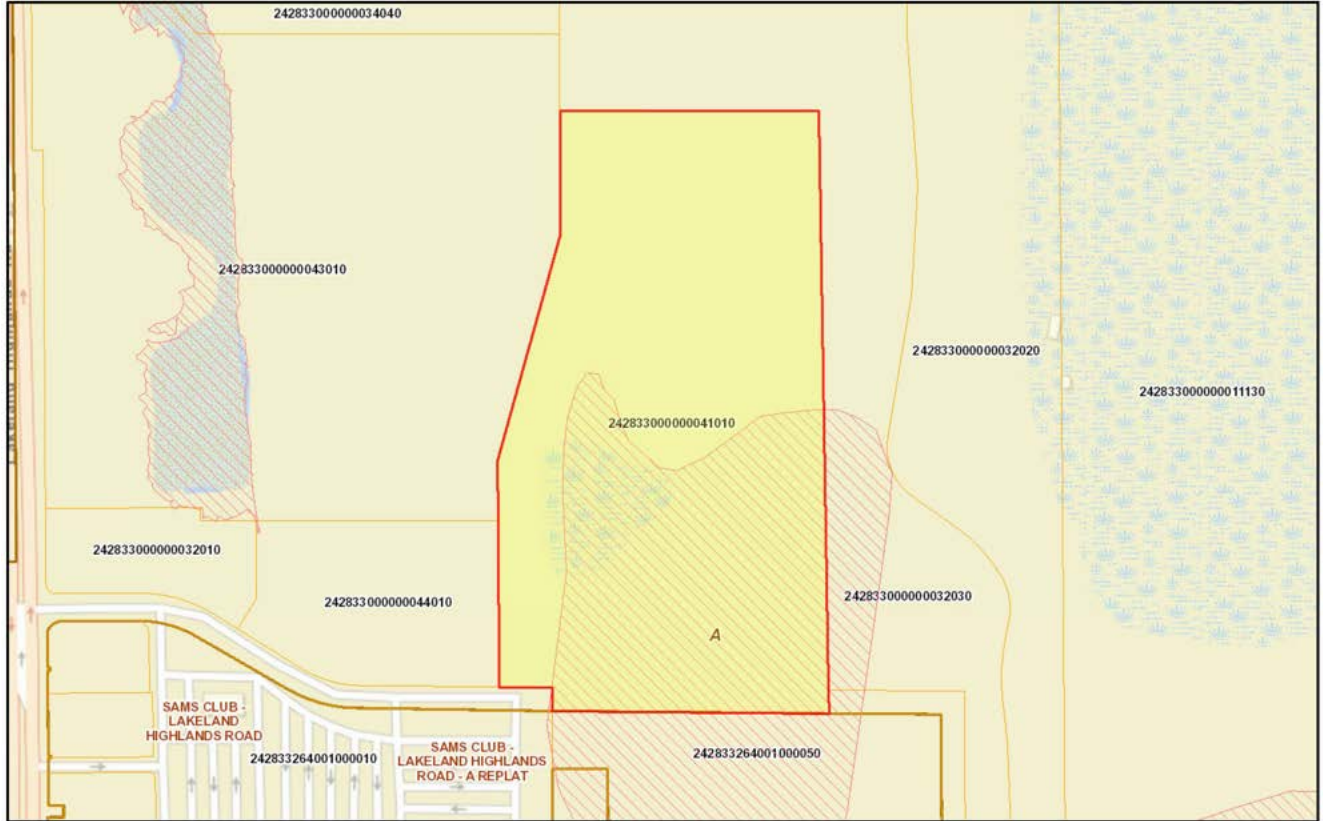 242833000000034040
242833000000043010
242833000000032020
242833000000011130
242833000000041010
242833000000032010
242833000000044010
242833000000032030
A
SAMS CLUB -
LAKELAND
HIGHLANDS ROAD
242833264001000010
SAMS CLUB -
LAKELAND HIGHLANDS
ROAD - A REPLAT
242833264001000050